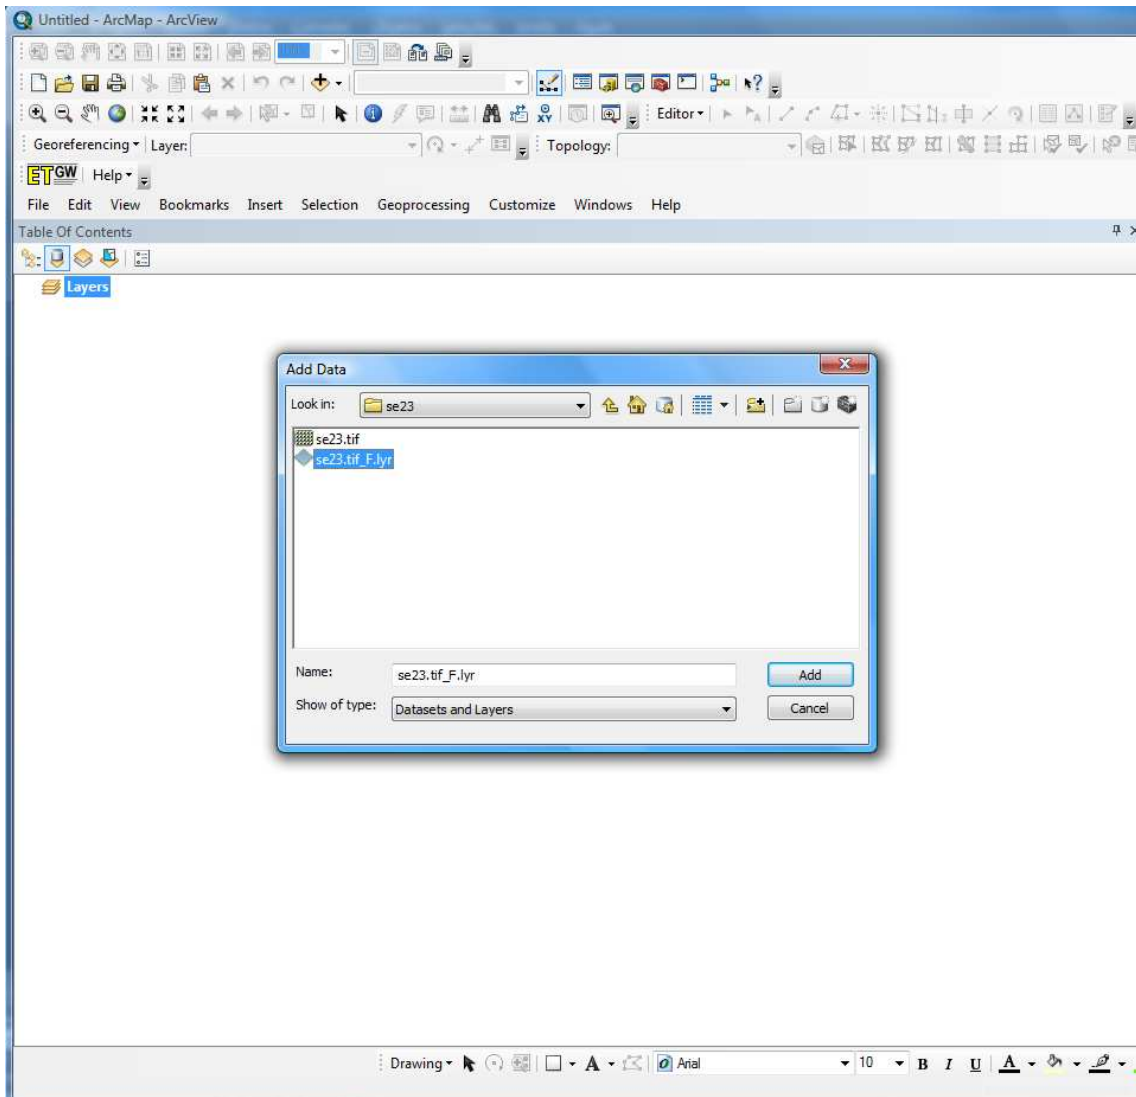 Untitled - ArcMap - ArcView
Editor
Georeferencing Layer: Topology:
ET GW Help
File Edit View Bookmarks Insert Selection Geoprocessing Customize Windows Help
Table Of Contents
Layers
Add Data
Look in: se23
se23.tif
se23.tif_F.lyr
Name: se23.tif_F.lyr Add
Show of type: Datasets and Layers Cancel
Drawing A Arial 10 B I U A